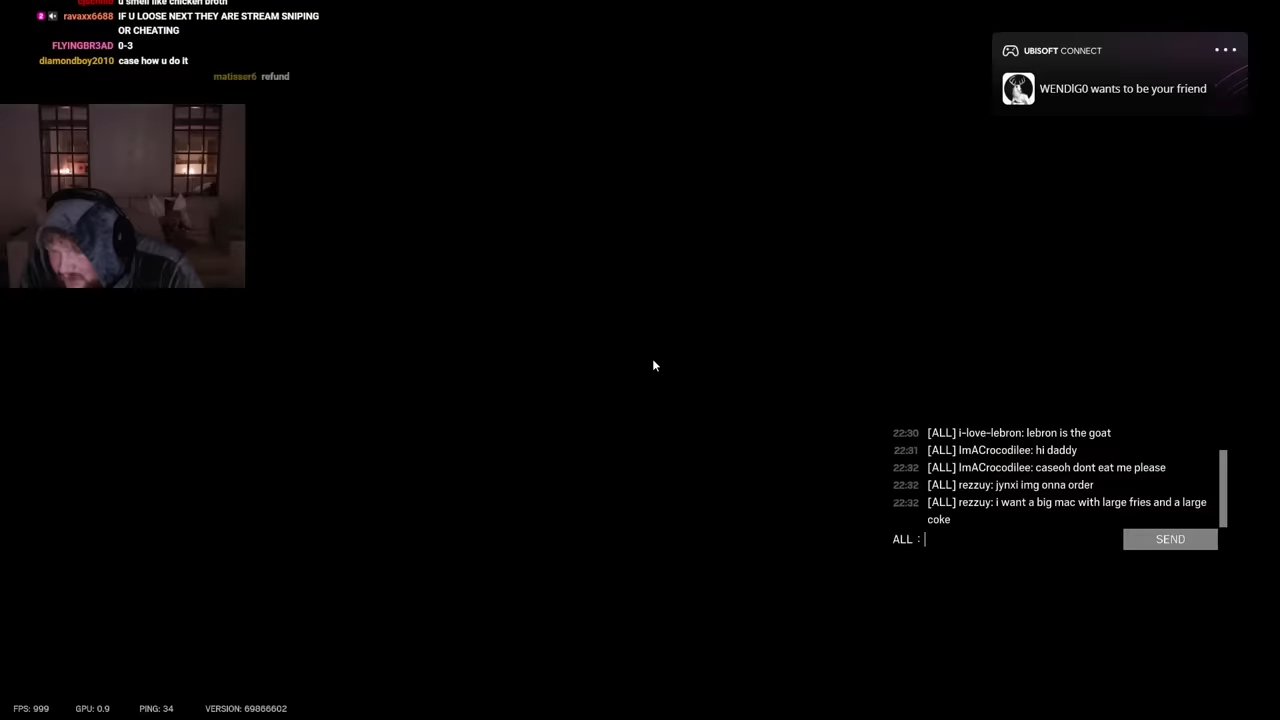 u smell like chicken broth
2 ravaxx6688 IF U LOOSE NEXT THEY ARE STREAM SNIPING
OR CHEATING
FLYINGBR3AD 0-3
diamondboy2010 case how u do it
matisser6 refund
UBISOFT CONNECT
WENDIG0 wants to be your friend
22:30 [ALL] i-love-lebron: lebron is the goat
22:31 [ALL] ImACrocodilee: hi daddy
22:32 [ALL] ImACrocodilee: caseoh dont eat me please
22:32 [ALL] rezzuy: jynxi img onna order
22:32 [ALL] rezzuy: i want a big mac with large fries and a large
coke
ALL :
SEND
FPS: 999 GPU: 0.9 PING: 34 VERSION: 69866602